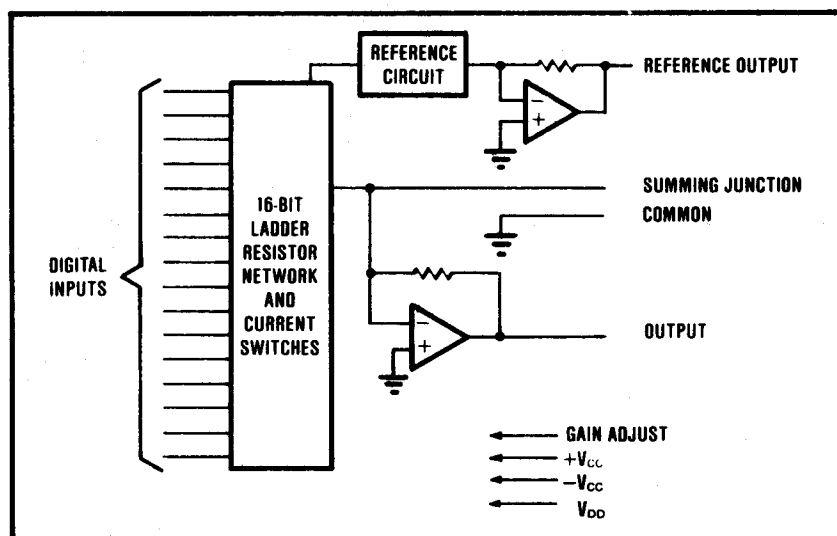 REFERENCE
CIRCUIT
REFERENCE OUTPUT
−
+
SUMMING JUNCTION
COMMON
16-BIT
LADDER
RESISTOR
NETWORK
AND
CURRENT
SWITCHES
DIGITAL
INPUTS
−
+
OUTPUT
GAIN ADJUST
+VCC
−VCC
VDD